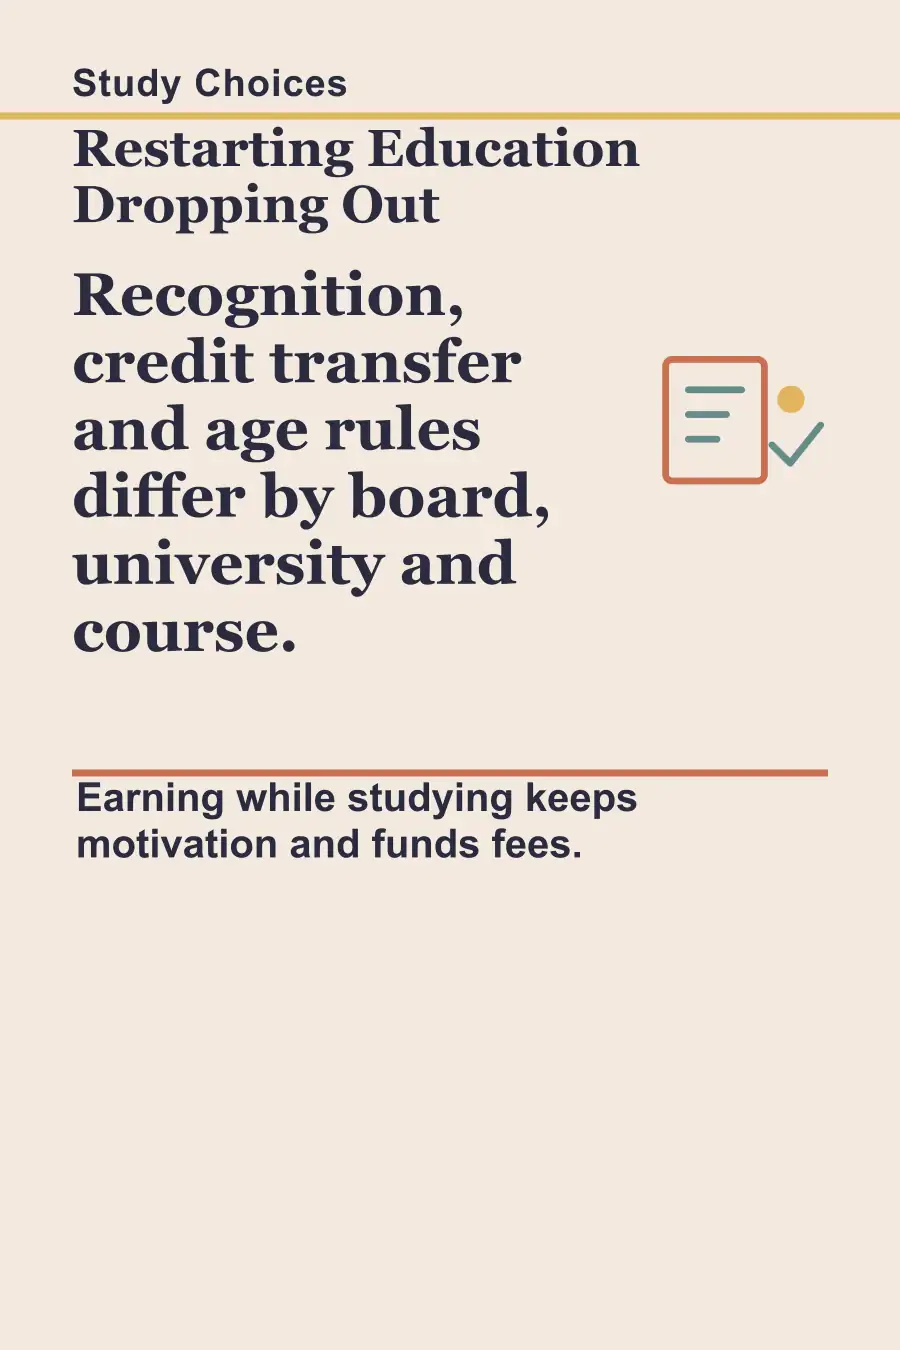 Study Choices
Restarting Education
Dropping Out
Recognition,
credit transfer
and age rules
differ by board,
university and
course.
Earning while studying keeps
motivation and funds fees.